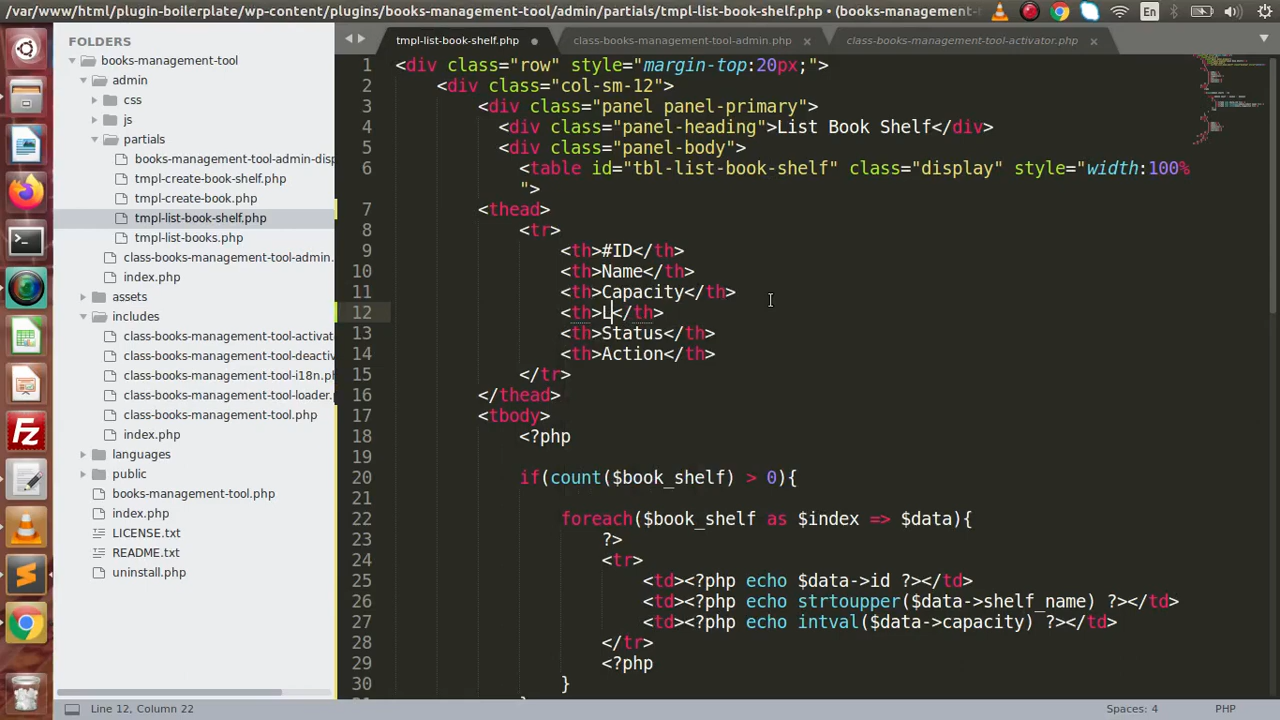 /var/www/html/plugin-boilerplate/wp-content/plugins/books-management-tool/admin/partials/tmpl-list-book-shelf.php • (books-management-
En
FOLDERS
books-management-tool
admin
css
js
partials
books-management-tool-admin-disp
tmpl-create-book-shelf.php
tmpl-create-book.php
tmpl-list-book-shelf.php
tmpl-list-books.php
class-books-management-tool-admin.
index.php
assets
includes
class-books-management-tool-activat
class-books-management-tool-deactiv
class-books-management-tool-i18n.ph
class-books-management-tool-loader.
class-books-management-tool.php
index.php
languages
public
books-management-tool.php
index.php
LICENSE.txt
README.txt
uninstall.php
tmpl-list-book-shelf.php
class-books-management-tool-admin.php
class-books-management-tool-activator.php
1 <div class="row" style="margin-top:20px;">
2 <div class="col-sm-12">
3 <div class="panel panel-primary">
4 <div class="panel-heading">List Book Shelf</div>
5 <div class="panel-body">
6 <table id="tbl-list-book-shelf" class="display" style="width:100%
">
7 <thead>
8 <tr>
9 <th>#ID</th>
10 <th>Name</th>
11 <th>Capacity</th>
12 <th>L</th>
13 <th>Status</th>
14 <th>Action</th>
15 </tr>
16 </thead>
17 <tbody>
18 <?php
19
20 if(count($book_shelf) > 0){
21
22 foreach($book_shelf as $index => $data){
23 ?>
24 <tr>
25 <td><?php echo $data->id ?></td>
26 <td><?php echo strtoupper($data->shelf_name) ?></td>
27 <td><?php echo intval($data->capacity) ?></td>
28 </tr>
29 <?php
30 }
Line 12, Column 22
Spaces: 4
PHP